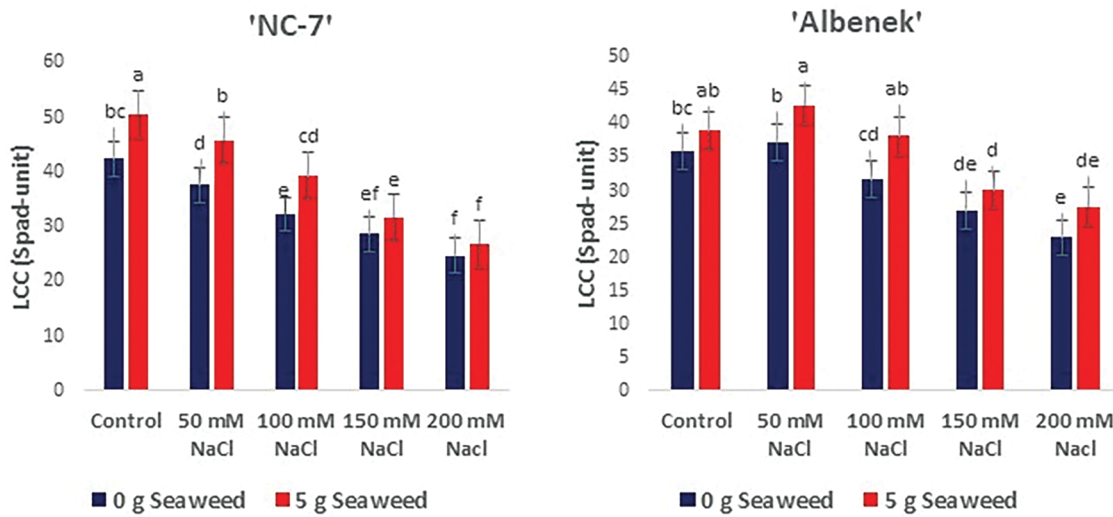 'NC-7'
LCC (Spad-unit)
60
50
40
30
20
10
0
bc
a
d
b
e
cd
ef
e
f
f
Control
50 mM NaCl
100 mM NaCl
150 mM NaCl
200 mM Nacl
0 g Seaweed
5 g Seaweed
'Albenek'
LCC (Spad- unit)
50
45
40
35
30
25
20
15
10
5
0
bc
ab
b
a
cd
ab
de
d
e
de
Control
50 mM NaCl
100 mM NaCl
150 mM NaCl
200 mM Nacl
0 g Seaweed
5 g Seaweed